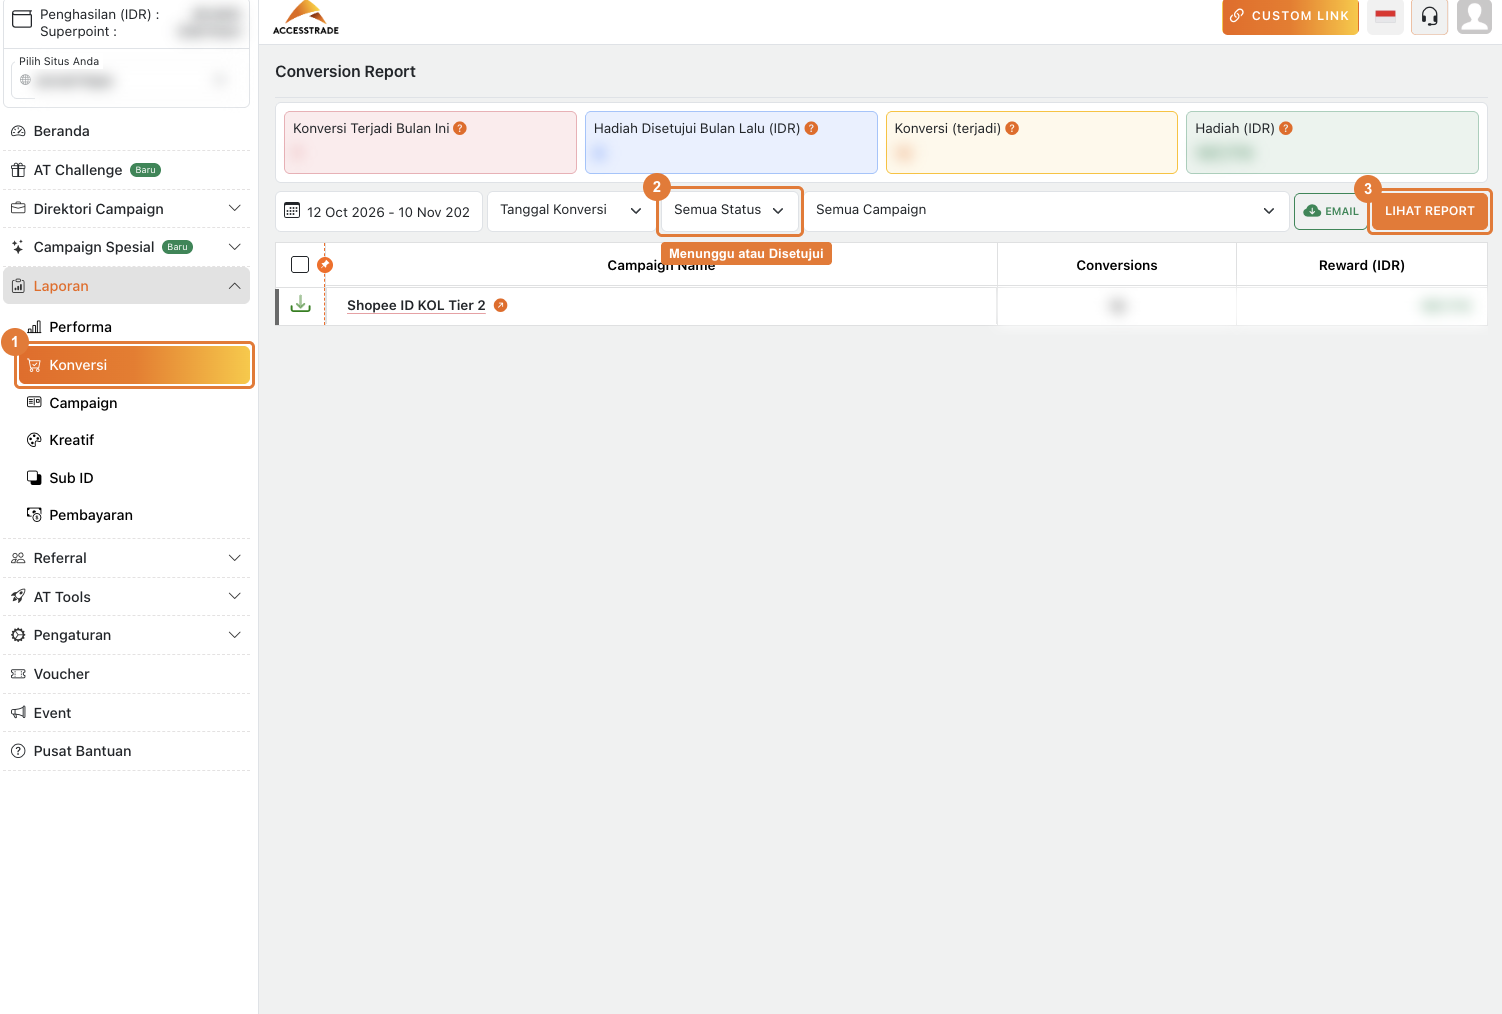 Penghasilan (IDR) :
Superpoint :
Pilih Situs Anda
Beranda
AT Challenge Baru
Direktori Campaign
Campaign Spesial Baru
Laporan
Performa
1
Konversi
Campaign
Kreatif
Sub ID
Pembayaran
Referral
AT Tools
Pengaturan
Voucher
Event
Pusat Bantuan
ACCESSTRADE
CUSTOM LINK
Conversion Report
Konversi Terjadi Bulan Ini ?
Hadiah Disetujui Bulan Lalu (IDR) ?
Konversi (terjadi) ?
Hadiah (IDR) ?
2
3
12 Oct 2026 - 10 Nov 202
Tanggal Konversi
Semua Status
Semua Campaign
EMAIL
LIHAT REPORT
Menunggu atau Disetujui
Campaign Name
Conversions
Reward (IDR)
Shopee ID KOL Tier 2